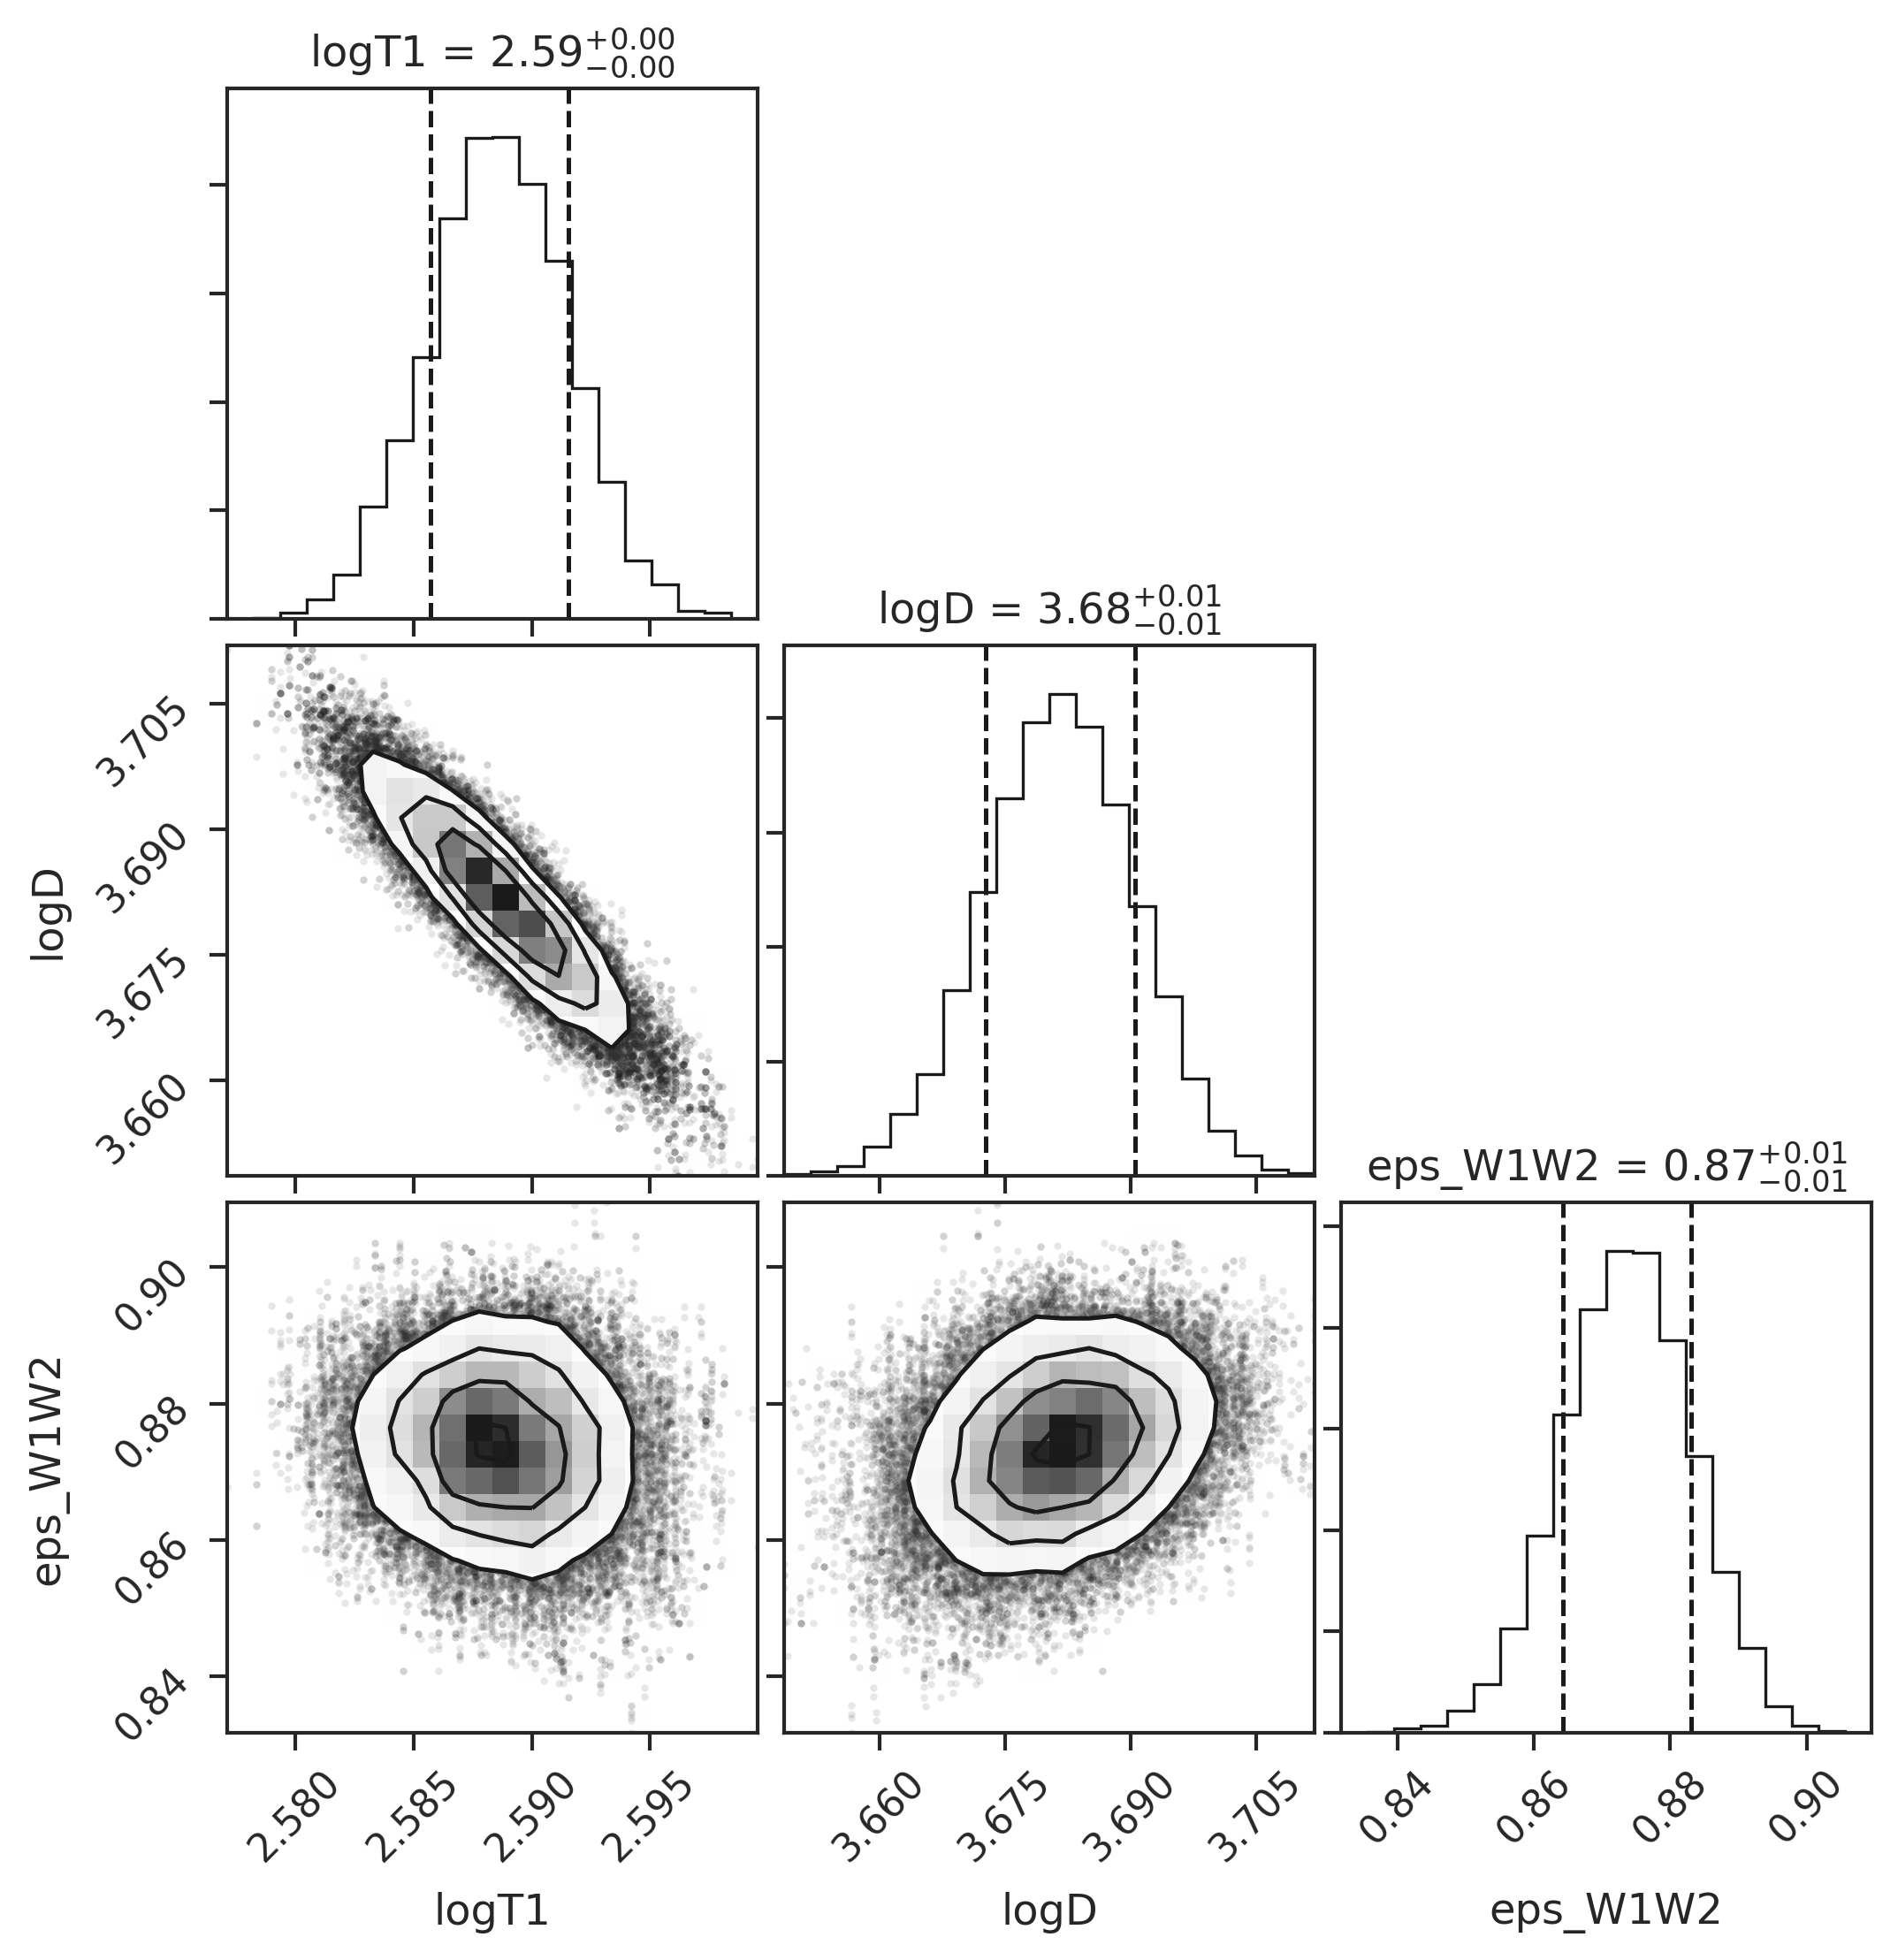 logT1 = 2.59+0.00
−0.00
logD = 3.68+0.01
−0.01
3.705
3.690
3.675
3.660
logD
eps_W1W2 = 0.87+0.01
−0.01
0.90
0.88
0.86
0.84
eps_W1W2
2.580 2.585 2.590 2.595 3.660 3.675 3.690 3.705 0.84 0.86 0.88 0.90
logT1 logD eps_W1W2